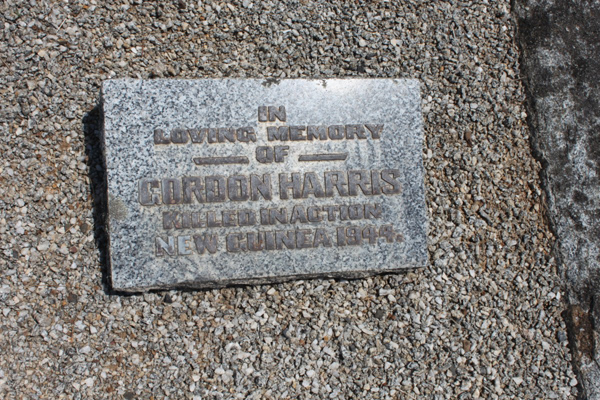 IN
LOVING MEMORY
OF
GORDON HARRIS
KILLED IN ACTION
NEW GUINEA 1944.